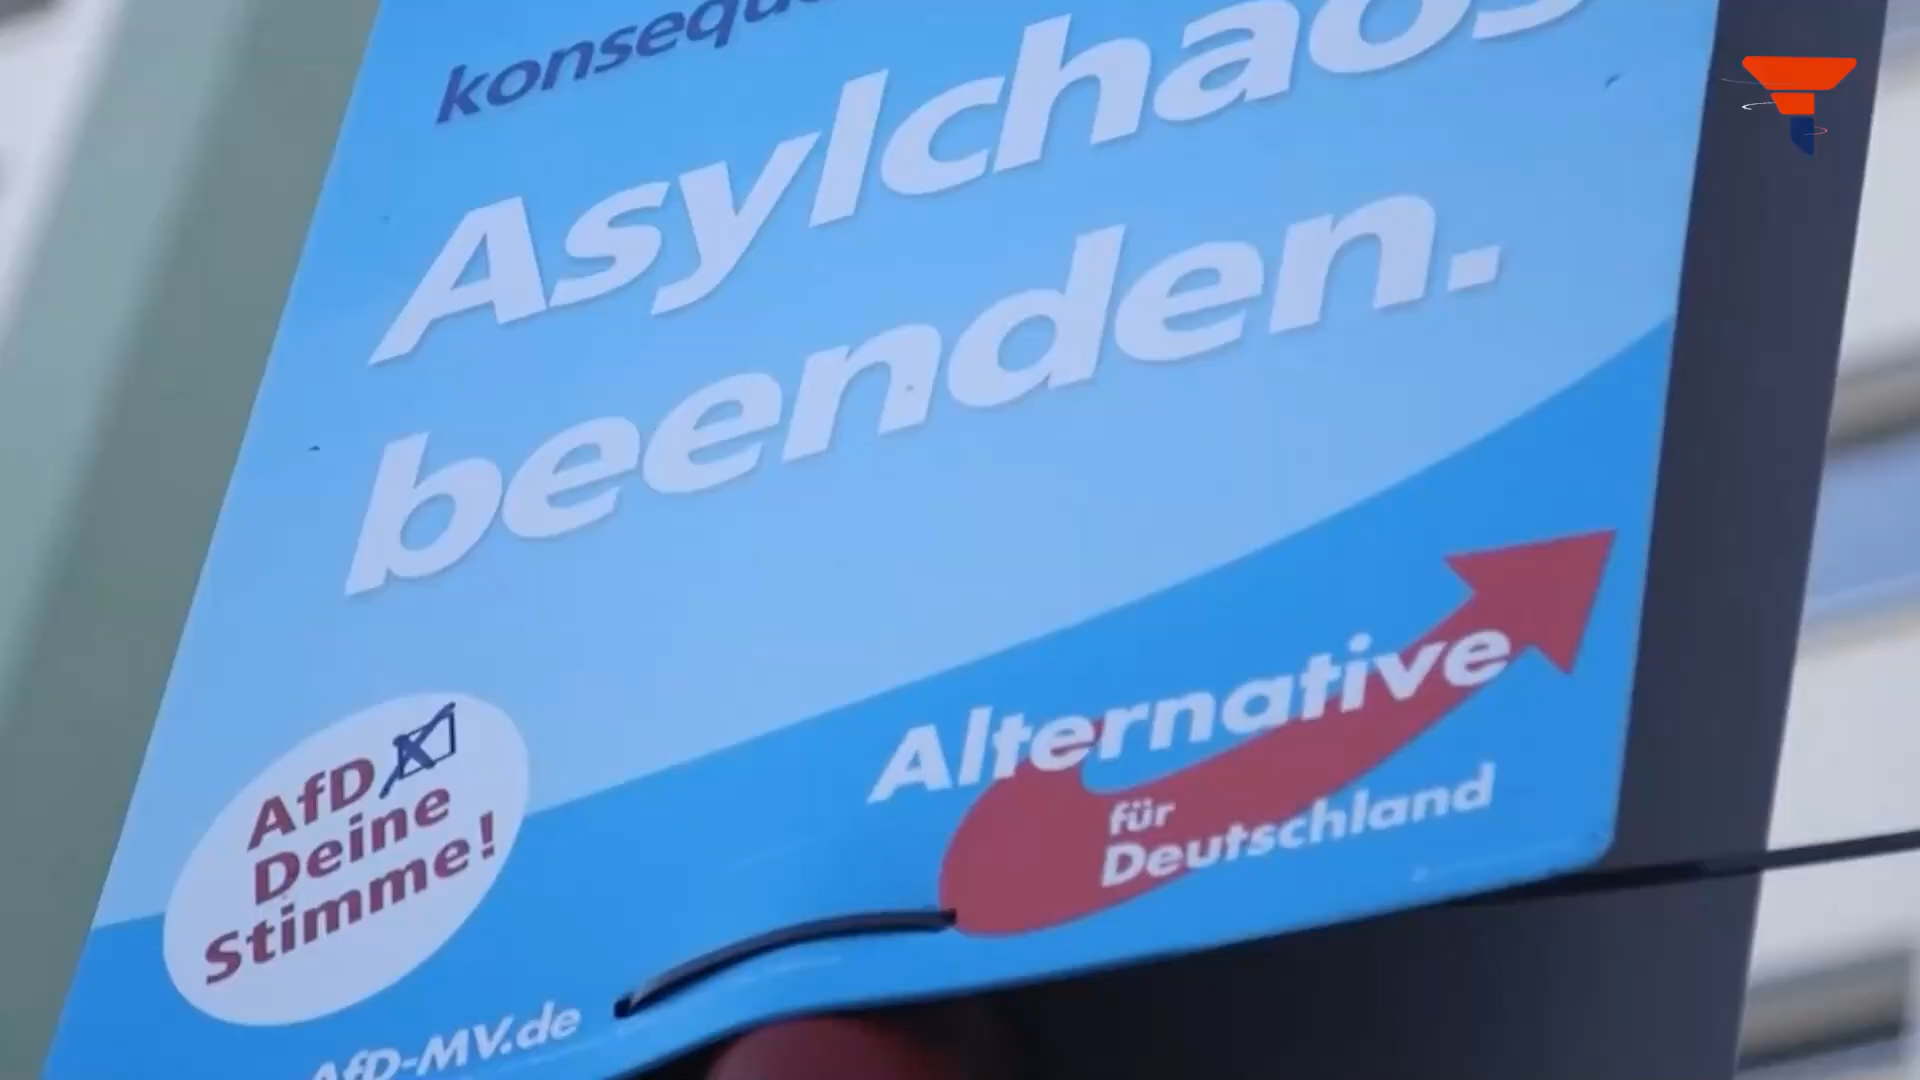 Asylchaos
beenden.
AfD
Deine
Stimme!
Alternative
für
Deutschland
AfD-MV.de